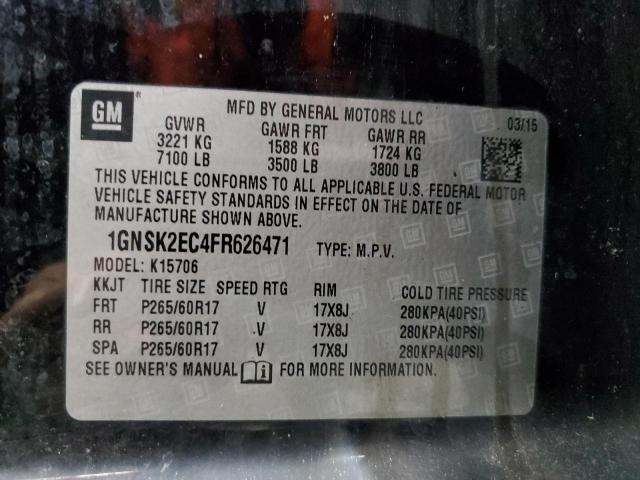 GM ®
MFD BY GENERAL MOTORS LLC
03/15
GVWR GAWR FRT GAWR RR
3221 KG 1588 KG 1724 KG
7100 LB 3500 LB 3800 LB
THIS VEHICLE CONFORMS TO ALL APPLICABLE U.S. FEDERAL MOTOR
VEHICLE SAFETY STANDARDS IN EFFECT ON THE DATE OF
MANUFACTURE SHOWN ABOVE.
1GNSK2EC4FR626471 TYPE: M.P.V.
MODEL: K15706
KKJT TIRE SIZE SPEED RTG RIM COLD TIRE PRESSURE
FRT P265/60R17 V 17X8J 280KPA(40PSI)
RR P265/60R17 V 17X8J 280KPA(40PSI)
SPA P265/60R17 V 17X8J 280KPA(40PSI)
SEE OWNER'S MANUAL FOR MORE INFORMATION.